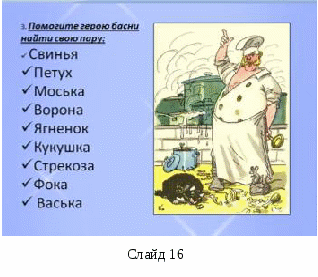 3. Помогите герою басни
найти свою пару:
✓ Свинья
✓ Петух
✓ Моська
✓ Ворона
✓ Ягненок
✓ Кукушка
✓ Стрекоза
✓ Фока
✓ Васька
Слайд 16